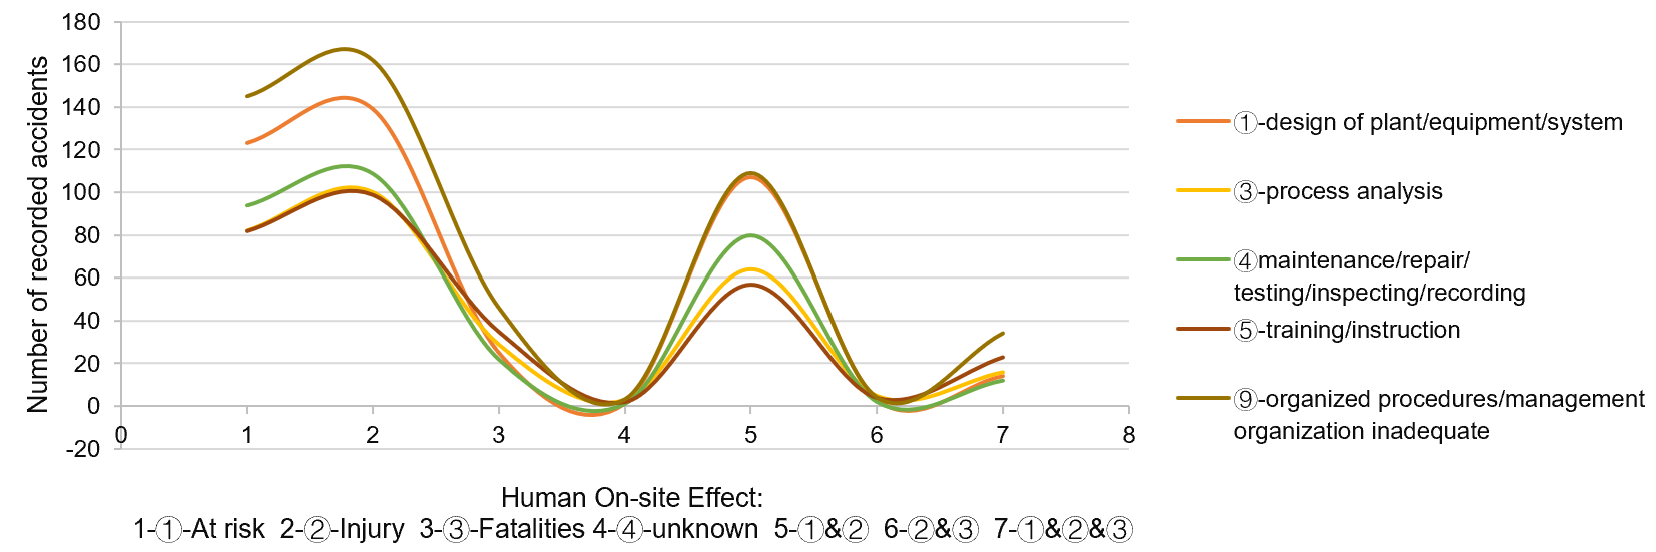 180
160
140
120
100
80
60
40
20
0
-20
0 1 2 3 4 5 6 7 8
Number of recorded accidents
Human On-site Effect:
1-①-At risk 2-②-Injury 3-③-Fatalities 4-④-unknown 5-①&② 6-②&③ 7-①&②&③
①-design of plant/equipment/system
③-process analysis
④maintenance/repair/
testing/inspecting/recording
⑤-training/instruction
⑨-organized procedures/management
organization inadequate